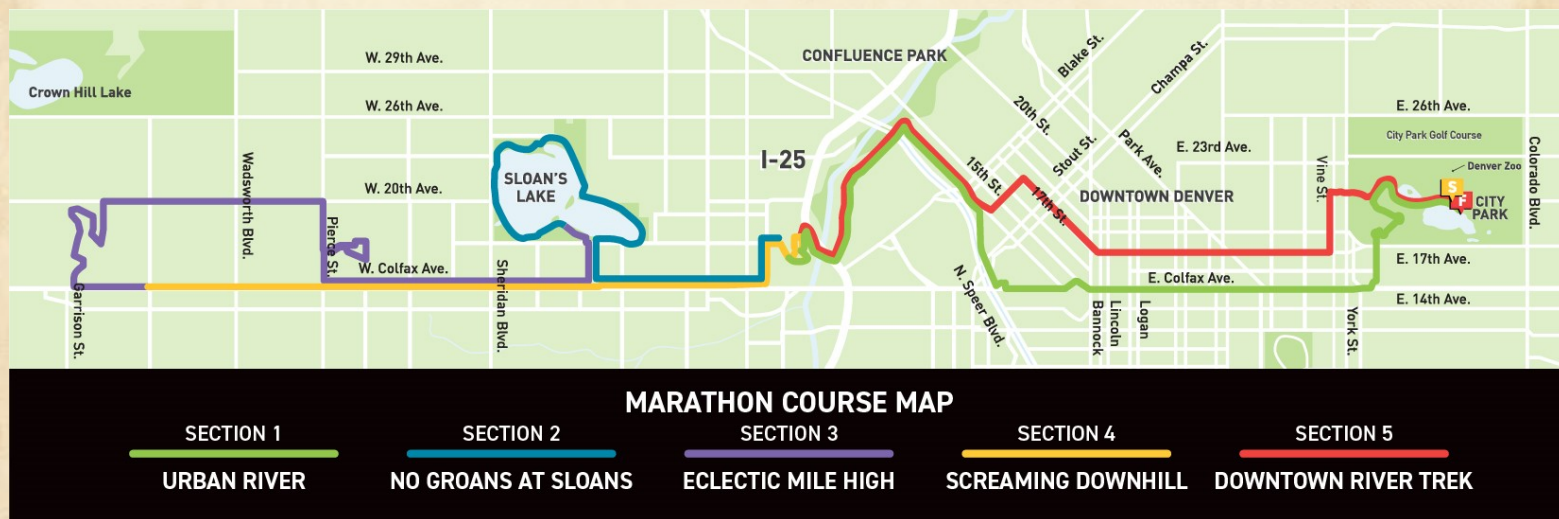 W. 29th Ave.
CONFLUENCE PARK
Blake St.
Champa St.
Crown Hill Lake
W. 26th Ave.
20th St.
E. 26th Ave.
City Park Golf Course
Park Ave.
E. 23rd Ave.
Stout St.
I-25
Wadsworth Blvd.
W. 20th Ave.
SLOAN'S
LAKE
15th St.
17th St.
DOWNTOWN DENVER
Vine St.
Denver Zoo
S
F
CITY
PARK
Colorado Blvd.
Pierce St.
W. Colfax Ave.
Sheridan Blvd.
Garrison St.
N. Speer Blvd.
E. Colfax Ave.
E. 17th Ave.
E. 14th Ave.
Bannock
Lincoln
Logan
York St.
MARATHON COURSE MAP
SECTION 1
URBAN RIVER
SECTION 2
NO GROANS AT SLOANS
SECTION 3
ECLECTIC MILE HIGH
SECTION 4
SCREAMING DOWNHILL
SECTION 5
DOWNTOWN RIVER TREK